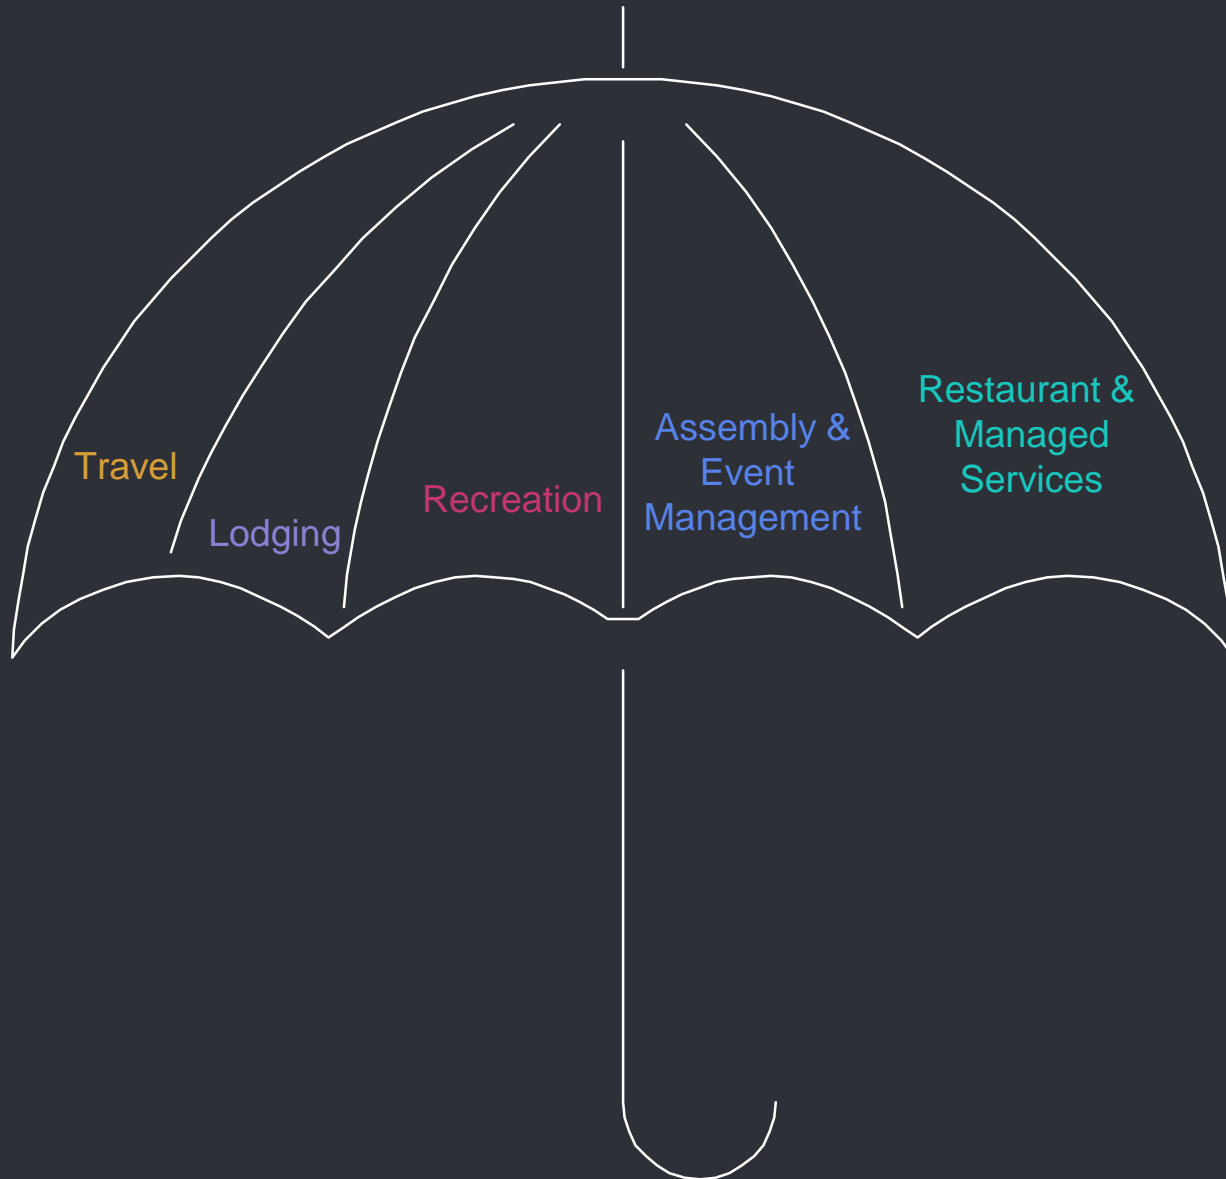 Travel
Lodging
Recreation
Assembly &
Event
Management
Restaurant &
Managed
Services